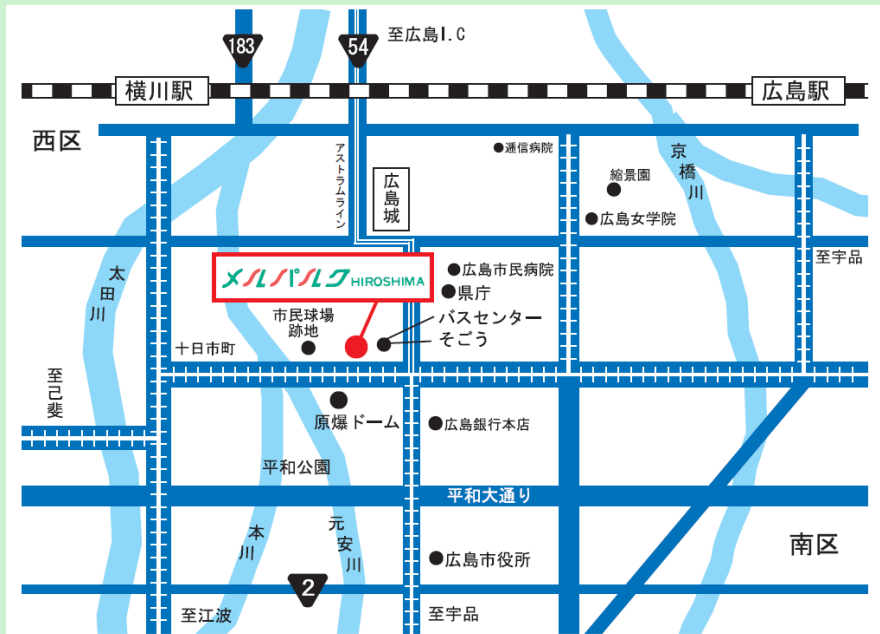 183
54
至広島I.C
横川駅
広島駅
西区
アストラムライン
広島城
逓信病院
京橋川
縮景園
広島女学院
太田川
メルパルク HIROSHIMA
広島市民病院
県庁
至宇品
市民球場
跡地
バスセンター
そごう
十日市町
至己斐
原爆ドーム
広島銀行本店
平和公園
平和大通り
本川
元安川
南区
広島市役所
2
至江波
至宇品